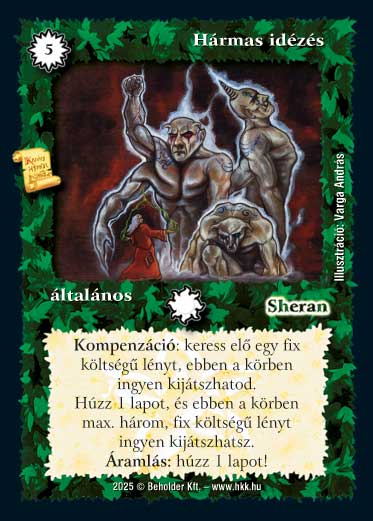 5
Hármas idézés
Illusztráció: Varga András
általános
Sheran
Kompenzáció: keress elő egy fix
költségű lényt, ebben a körben
ingyen kijátszhatod.
Húzz 1 lapot, és ebben a körben
max. három, fix költségű lényt
ingyen kijátszhatsz.
Áramlás: húzz 1 lapot!
2025 © Beholder Kft. – www.hkk.hu